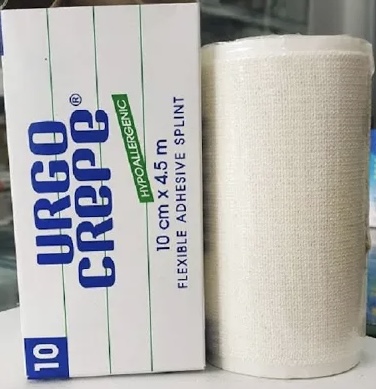 URGO
CREPE®
HYPOALLERGENIC
10 cm x 4.5 m
FLEXIBLE ADHESIVE SPLINT
10